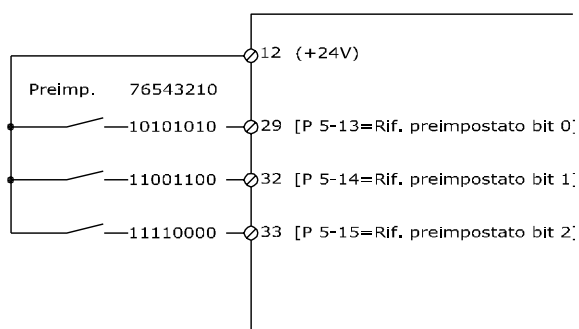 12 (+24V)
Preimp. 76543210
10101010 29 [P 5-13=Rif. preimpostato bit 0]
11001100 32 [P 5-14=Rif. preimpostato bit 1]
11110000 33 [P 5-15=Rif. preimpostato bit 2]